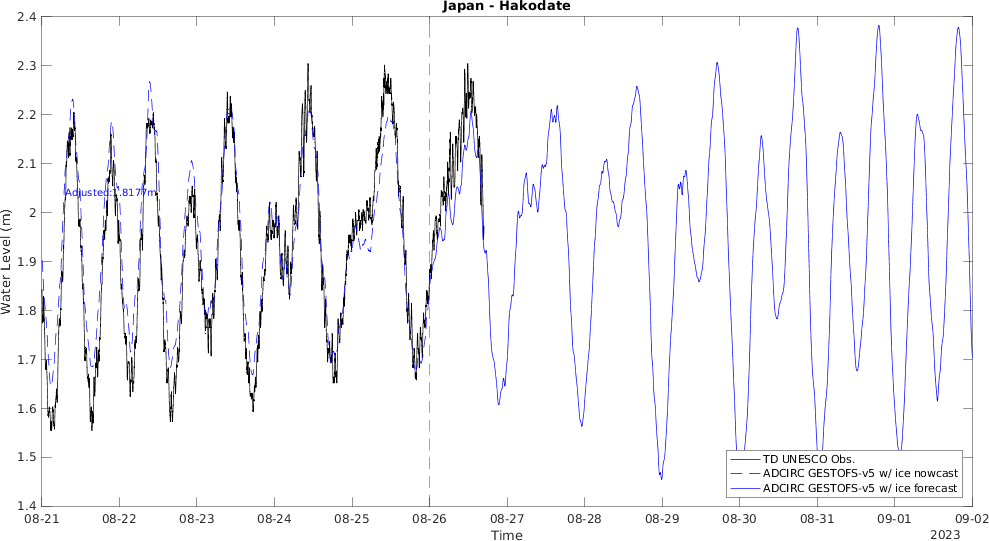 Japan - Hakodate
2.4
2.3
2.2
2.1
2
1.9
1.8
1.7
1.6
1.5
1.4
Water Level (m)
Adjusted:1.8177m
TD UNESCO Obs.
ADCIRC GESTOFS-v5 w/ ice nowcast
ADCIRC GESTOFS-v5 w/ ice forecast
08-21 08-22 08-23 08-24 08-25 08-26 08-27 08-28 08-29 08-30 08-31 09-01 09-02
Time
2023